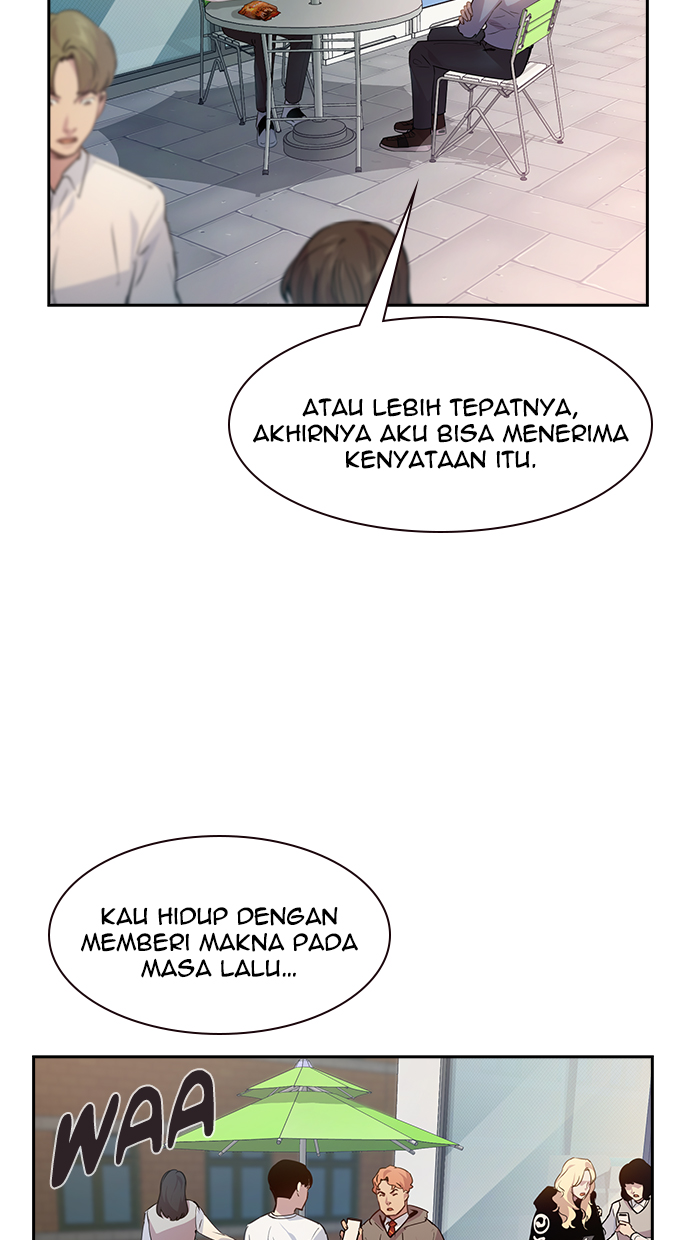 ATAU LEBIH TEPATNYA,
AKHIRNYA AKU BISA MENERIMA
KENYATAAN ITU.
KAU HIDUP DENGAN
MEMBERI MAKNA PADA
MASA LALU...
WAA